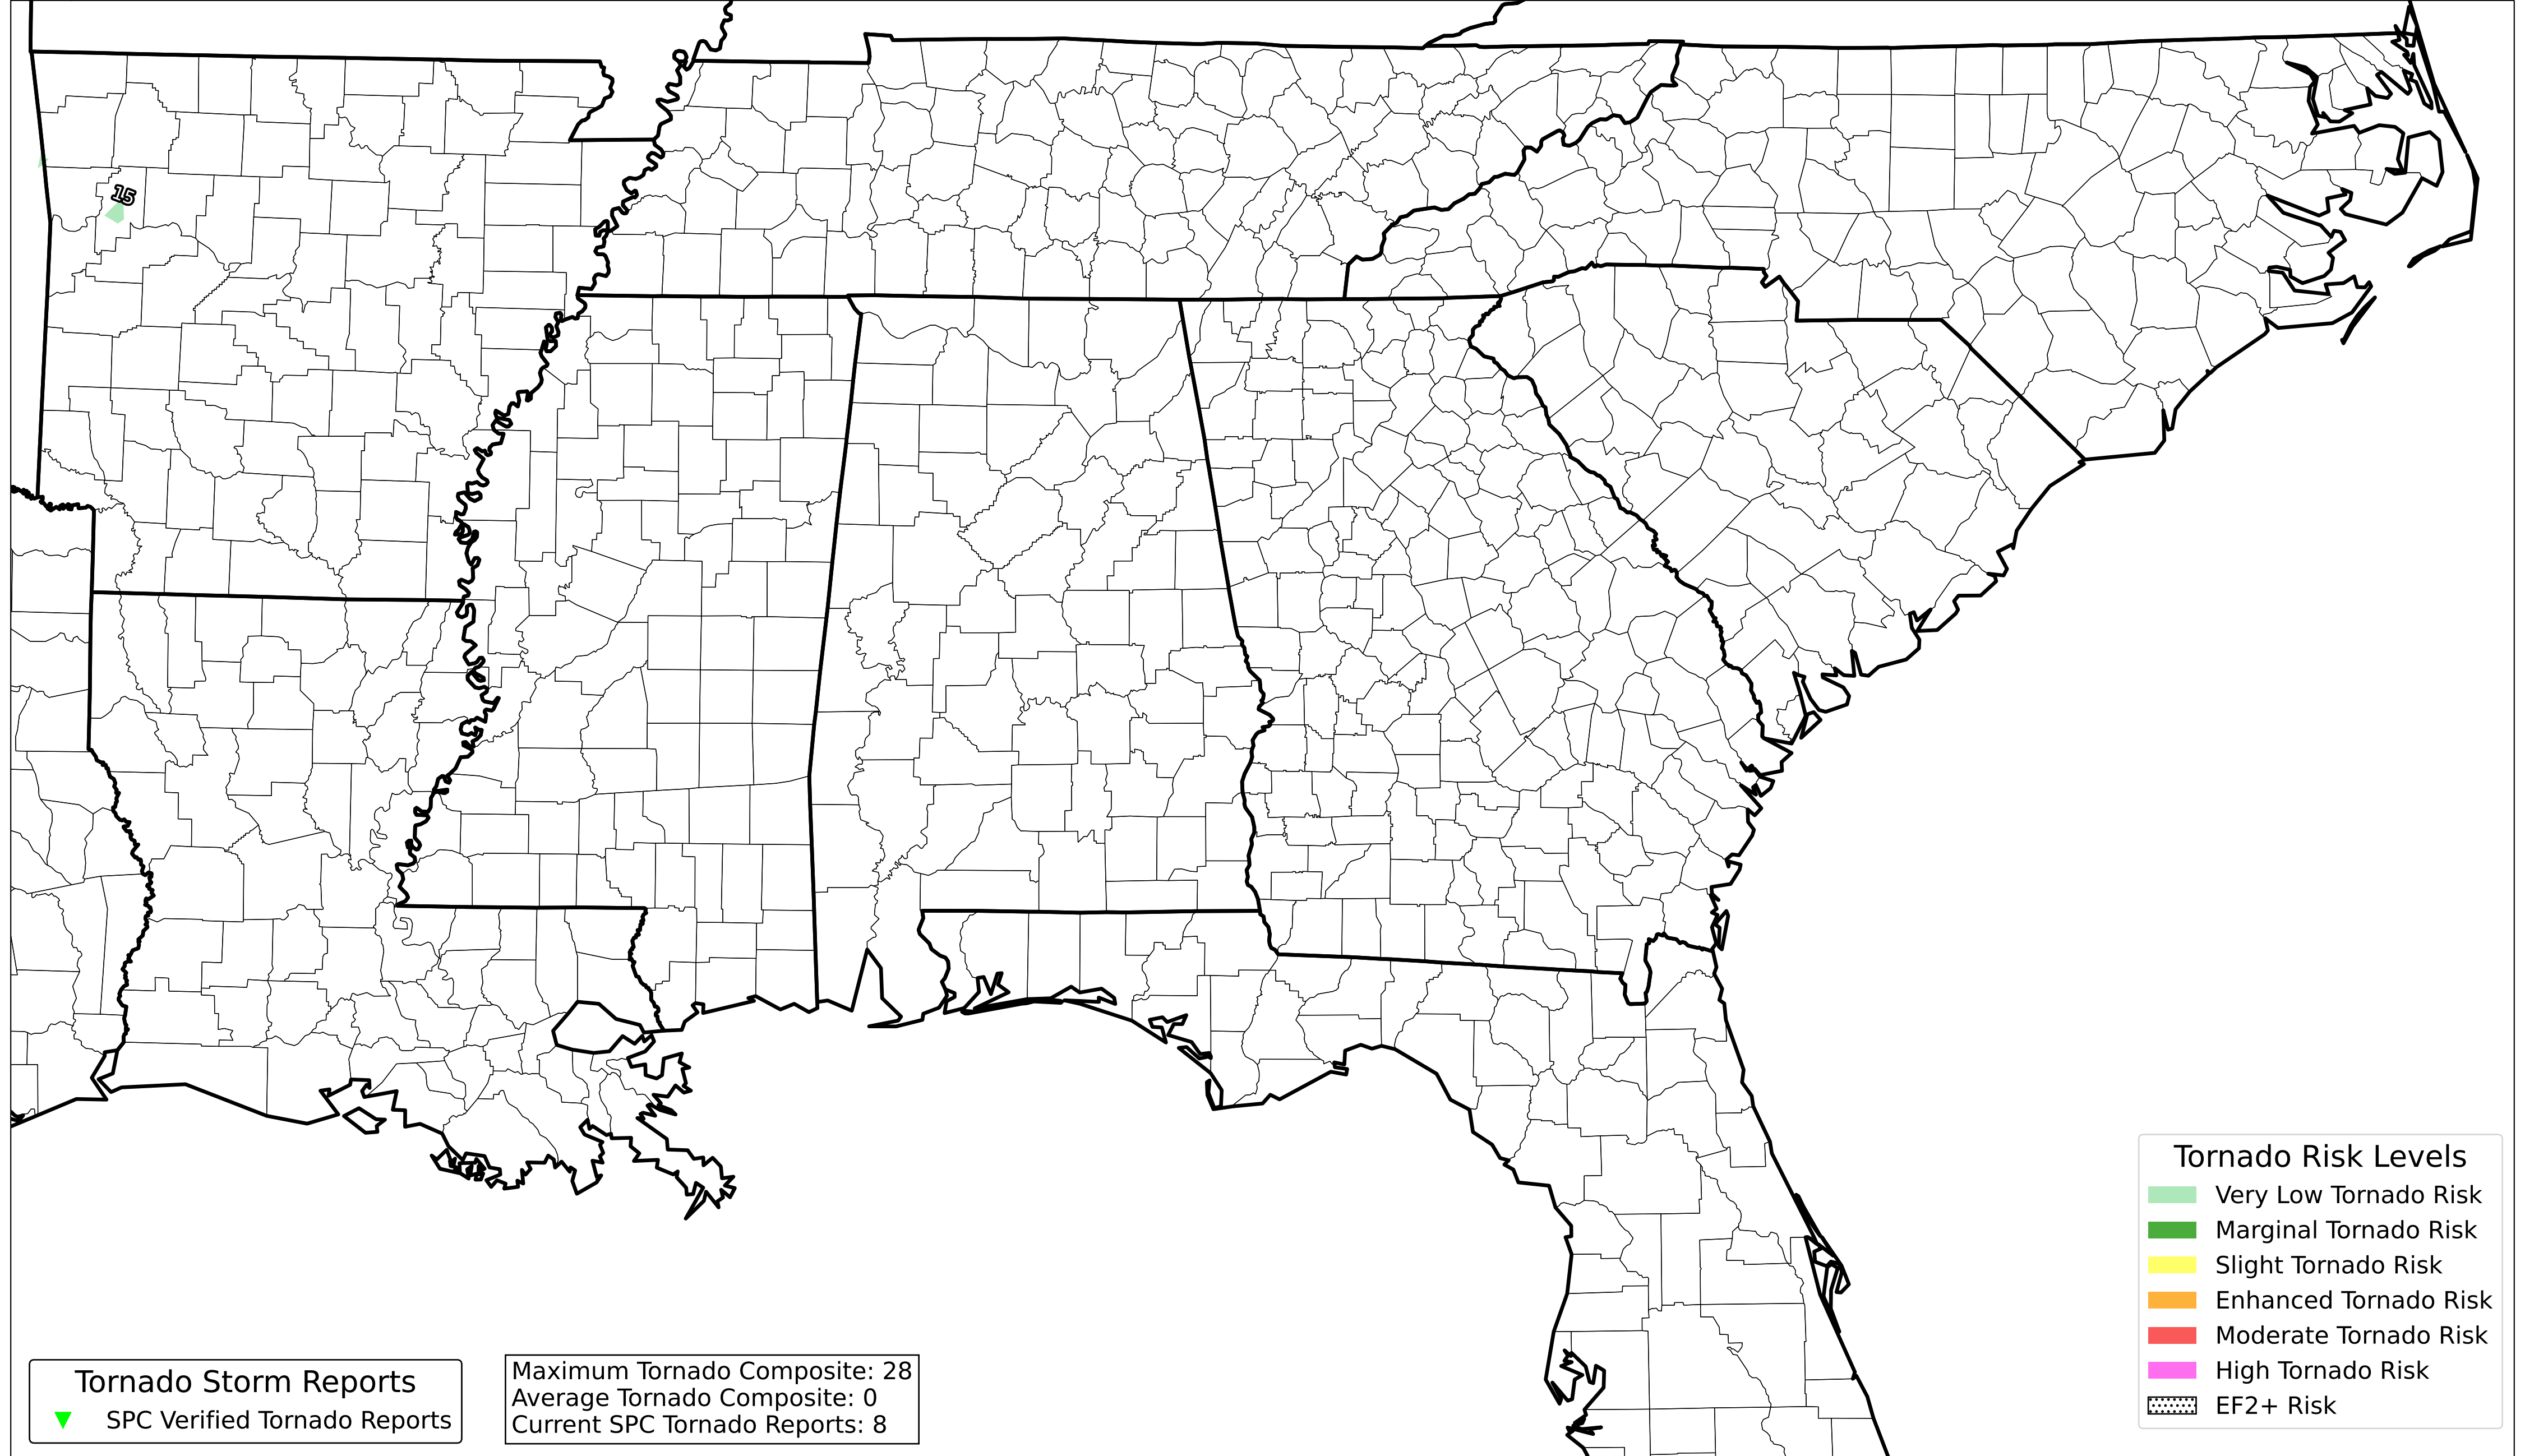 15
Tornado Storm Reports
SPC Verified Tornado Reports
Maximum Tornado Composite: 28
Average Tornado Composite: 0
Current SPC Tornado Reports: 8
Tornado Risk Levels
Very Low Tornado Risk
Marginal Tornado Risk
Slight Tornado Risk
Enhanced Tornado Risk
Moderate Tornado Risk
High Tornado Risk
EF2+ Risk